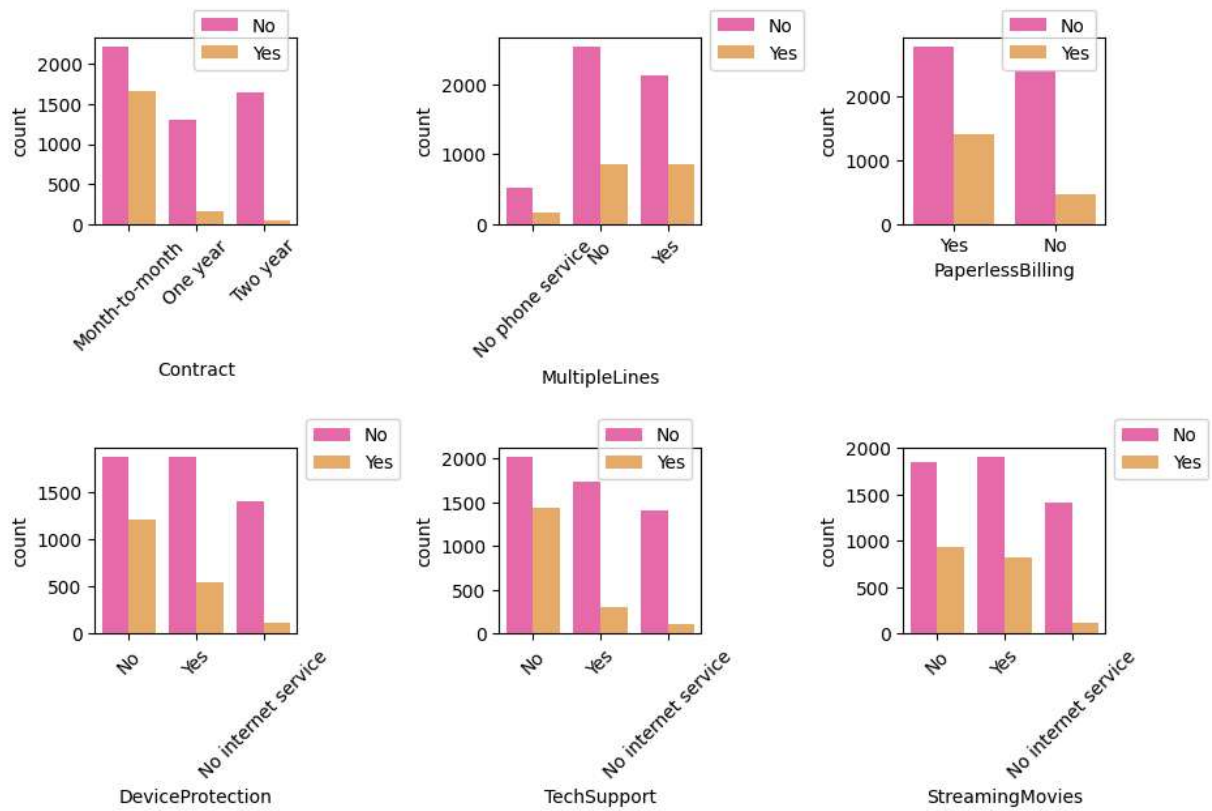 No
Yes
count
2000
1500
1000
500
0
Month-to-month
One year
Two year
Contract
No
Yes
count
2000
1000
0
No phone service
No
Yes
MultipleLines
No
Yes
count
2000
1000
0
Yes
No
PaperlessBilling
No
Yes
count
1500
1000
500
0
No
Yes
No internet service
DeviceProtection
No
Yes
count
2000
1500
1000
500
0
No
Yes
No internet service
TechSupport
No
Yes
count
2000
1500
1000
500
0
No
Yes
No internet service
StreamingMovies